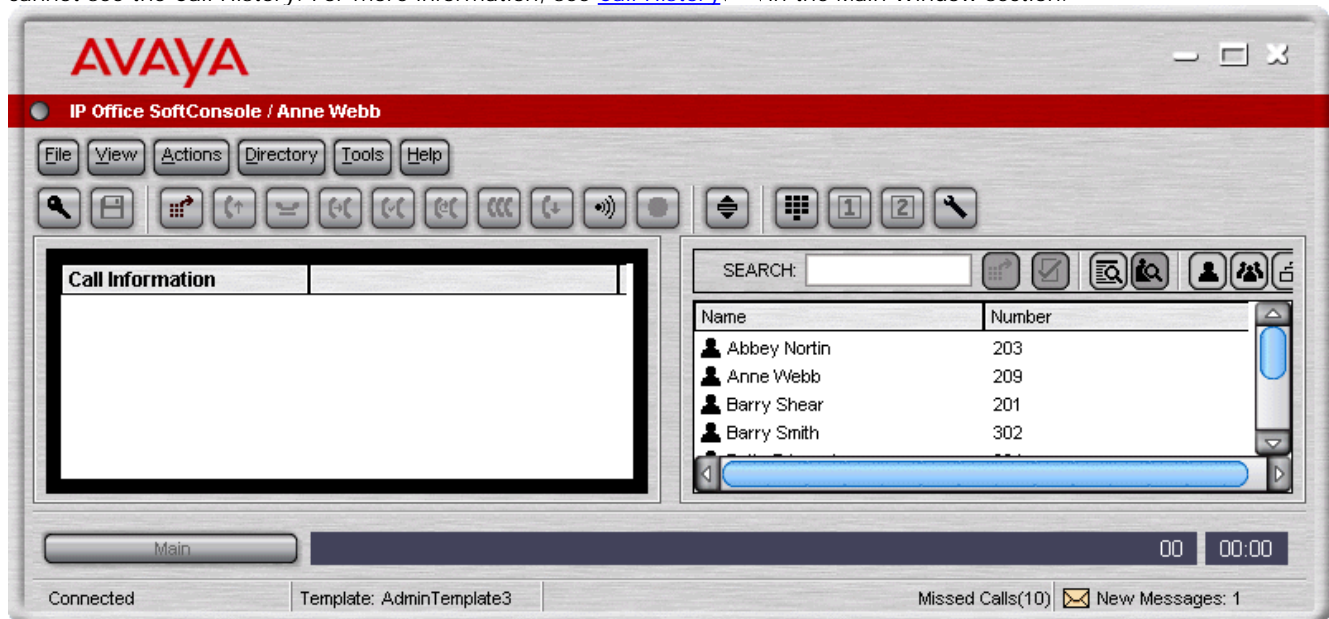 AVAYA
IP Office SoftConsole / Anne Webb
File View Actions Directory Tools Help
1 2
Call Information
SEARCH:
Name Number
Abbey Nortin 203
Anne Webb 209
Barry Shear 201
Barry Smith 302
Main 00 00:00
Connected Template: AdminTemplate3 Missed Calls(10) New Messages: 1